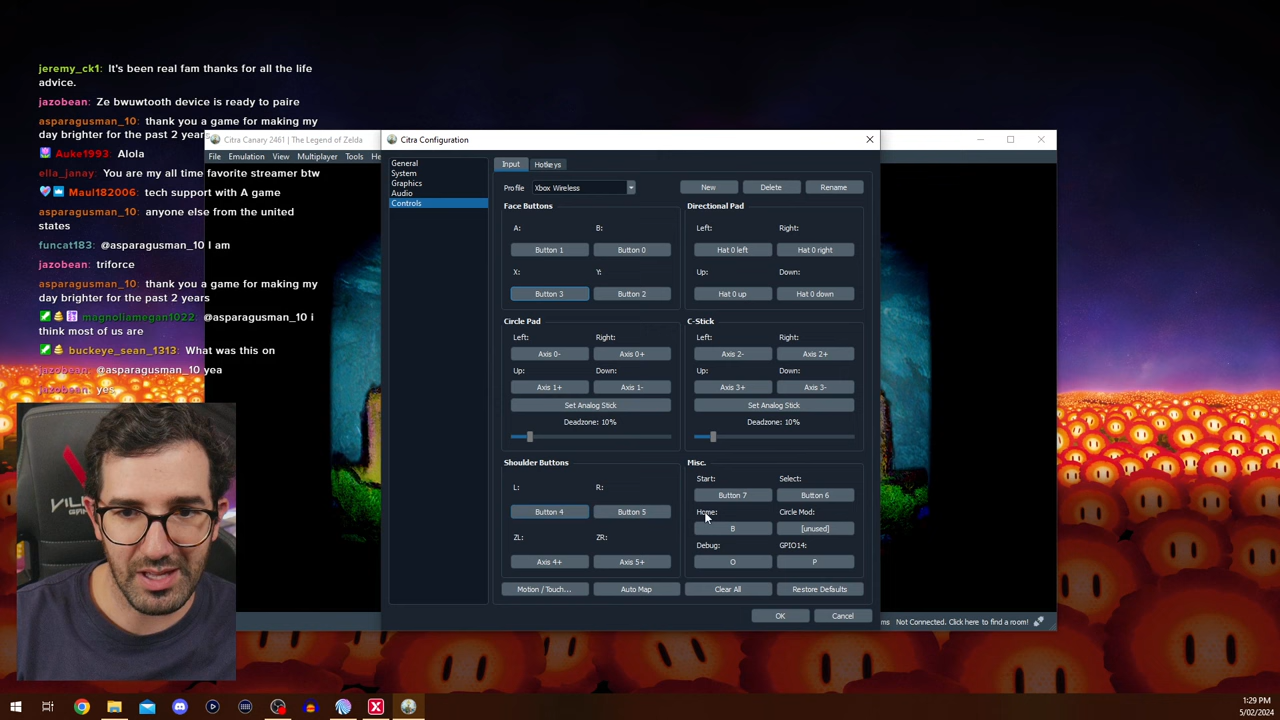 jeremy_ck1: It's been real fam thanks for all the life
advice.
jazobean: Ze bwuwtooth device is ready to paire
asparagusman_10: thank you a game for making my
day brighter for the past 2 years
Auke1993: Alola
ella_janay: You are my all time favorite streamer btw
Maul182006: tech support with A game
asparagusman_10: anyone else from the united
states
funcat183: @asparagusman_10 I am
jazobean: triforce
asparagusman_10: thank you a game for making my
day brighter for the past 2 years
magnoliamegan1022: @asparagusman_10 i
think most of us are
buckeye_sean_1313: What was this on
jazobean: @asparagusman_10 yea
jazobean: yes
Citra Canary 2461 | The Legend of Zelda
File Emulation View Multiplayer Tools
Citra Configuration
General
System
Graphics
Audio
Controls
Input Hotkeys
Profile Xbox Wireless New Delete Rename
Face Buttons
A: B:
Button 1 Button 0
X: Y:
Button 3 Button 2
Directional Pad
Left: Right:
Hat 0 left Hat 0 right
Up: Down:
Hat 0 up Hat 0 down
Circle Pad
Left: Right:
Axis 0- Axis 0+
Up: Down:
Axis 1+ Axis 1-
Set Analog Stick
Deadzone: 10%
C-Stick
Left: Right:
Axis 2- Axis 2+
Up: Down:
Axis 3+ Axis 3-
Set Analog Stick
Deadzone: 10%
Shoulder Buttons
L: R:
Button 4 Button 5
ZL: ZR:
Axis 4+ Axis 5+
Misc.
Start: Select:
Button 7 Button 6
Home: Circle Mod:
B [unused]
Debug: GPIO14:
O P
Motion / Touch... Auto Map Clear All Restore Defaults
OK Cancel
Not Connected. Click here to find a room!
1:29 PM
5/02/2024